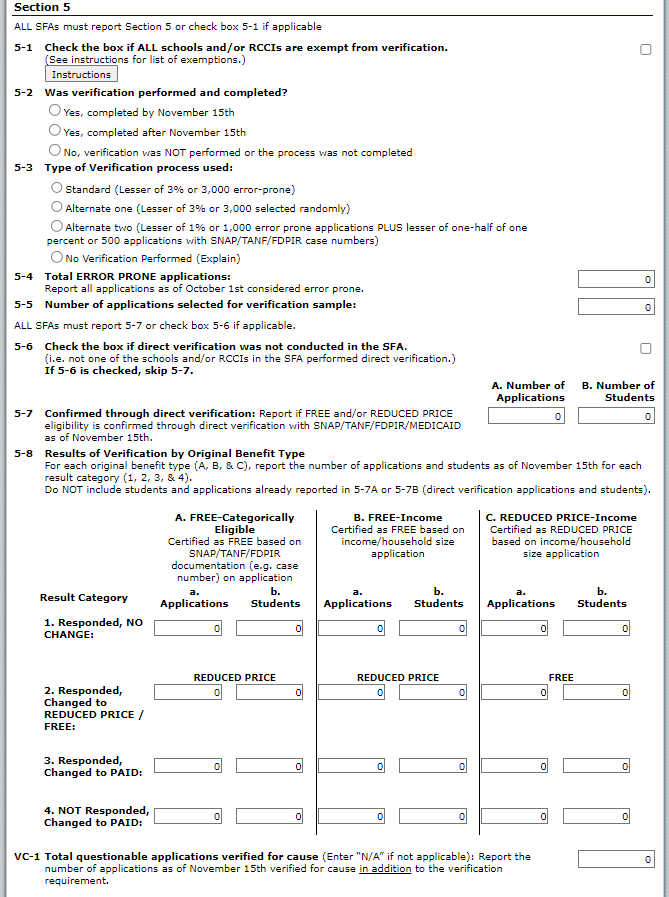 Section 5
ALL SFAs must report Section 5 or check box 5-1 if applicable
5-1 Check the box if ALL schools and/or RCCIs are exempt from verification.
(See instructions for list of exemptions.)
Instructions
5-2 Was verification performed and completed?
Yes, completed by November 15th
Yes, completed after November 15th
No, verification was NOT performed or the process was not completed
5-3 Type of Verification process used:
Standard (Lesser of 3% or 3,000 error-prone)
Alternate one (Lesser of 3% or 3,000 selected randomly)
Alternate two (Lesser of 1% or 1,000 error prone applications PLUS lesser of one-half of one
percent or 500 applications with SNAP/TANF/FDPIR case numbers)
No Verification Performed (Explain)
5-4 Total ERROR PRONE applications:
Report all applications as of October 1st considered error prone.
0
5-5 Number of applications selected for verification sample:
0
ALL SFAs must report 5-7 or check box 5-6 if applicable.
5-6 Check the box if direct verification was not conducted in the SFA.
(i.e. not one of the schools and/or RCCIs in the SFA performed direct verification.)
If 5-6 is checked, skip 5-7.
A. Number of B. Number of
Applications Students
5-7 Confirmed through direct verification: Report if FREE and/or REDUCED PRICE
0 0
eligibility is confirmed through direct verification with SNAP/TANF/FDPIR/MEDICAID
as of November 15th.
5-8 Results of Verification by Original Benefit Type
For each original benefit type (A, B, & C), report the number of applications and students as of November 15th for each
result category (1, 2, 3, & 4).
Do NOT include students and applications already reported in 5-7A or 5-7B (direct verification applications and students).
A. FREE-Categorically
Eligible
Certified as FREE based on
SNAP/TANF/FDPIR
documentation (e.g. case
number) on application
B. FREE-Income
Certified as FREE based on
income/household size
application
C. REDUCED PRICE-Income
Certified as REDUCED PRICE
based on income/household
size application
Result Category
a. b. a. b. a. b.
Applications Students Applications Students Applications Students
1. Responded, NO
CHANGE:
0 0 0 0 0 0
REDUCED PRICE REDUCED PRICE FREE
2. Responded,
Changed to
REDUCED PRICE /
FREE:
0 0 0 0 0 0
3. Responded,
Changed to PAID:
0 0 0 0 0 0
4. NOT Responded,
Changed to PAID:
0 0 0 0 0 0
VC-1 Total questionable applications verified for cause (Enter "N/A" if not applicable): Report the
number of applications as of November 15th verified for cause in addition to the verification
requirement.
0